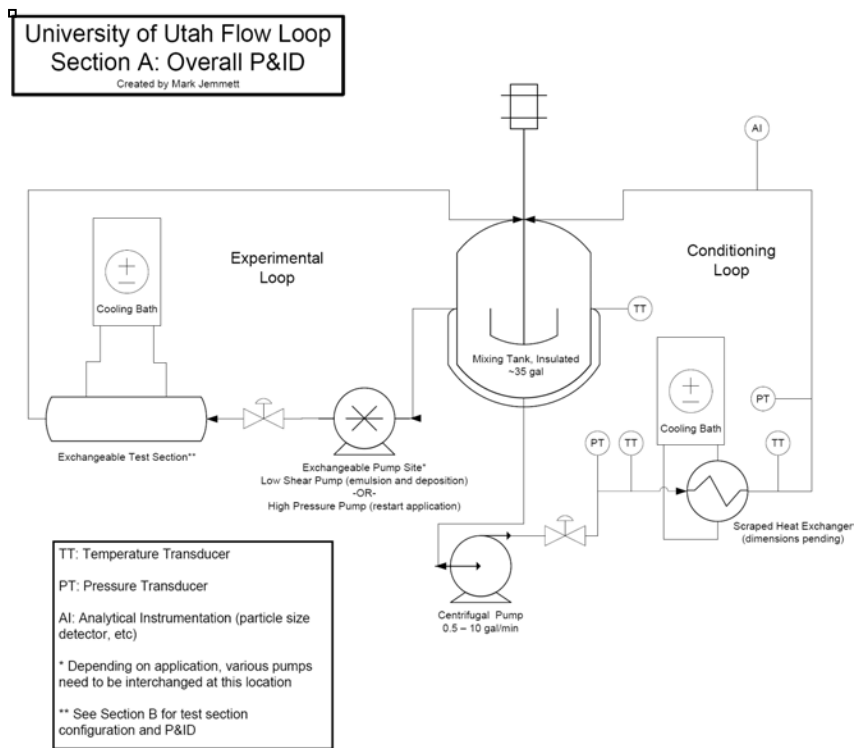 University of Utah Flow Loop
Section A: Overall P&ID
Created by Mark Jemmett
AI
Experimental
Loop
Conditioning
Loop
Cooling Bath
TT
Mixing Tank, Insulated
~35 gal
Cooling Bath
PT
Exchangeable Test Section**
Exchangeable Pump Site*
Low Shear Pump (emulsion and deposition)
-OR-
High Pressure Pump (restart application)
PT
TT
TT
Scraped Heat Exchanger
(dimensions pending)
Centrifugal Pump
0.5 – 10 gal/min
TT: Temperature Transducer
PT: Pressure Transducer
AI: Analytical Instrumentation (particle size
detector, etc)
* Depending on application, various pumps
need to be interchanged at this location
** See Section B for test section
configuration and P&ID